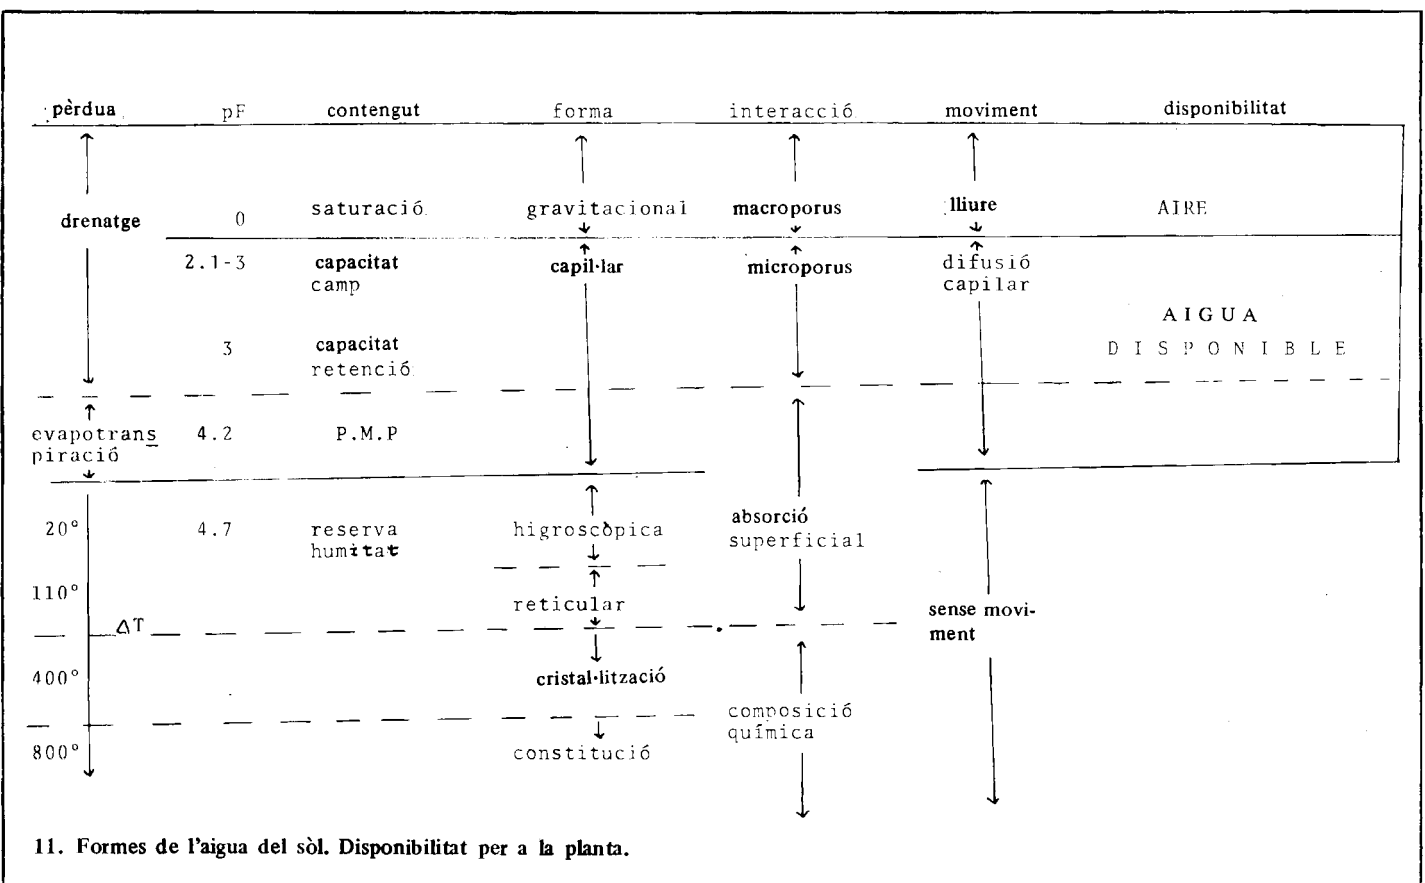 pèrdua pF contengut forma interacció moviment disponibilitat
drenatge 0 saturació gravitacional macroporus lliure AIRE
2.1-3 capacitat capil·lar microporus difusió
camp capilar
AIGUA
3 capacitat DISPONIBLE
retenció
evapotrans 4.2 P.M.P
piració
20° 4.7 reserva higroscòpica absorció
humitat superficial
110° reticular sense movi-
ΔT ment
400° cristal·lització
composició
800° constitució química
11. Formes de l'aigua del sòl. Disponibilitat per a la planta.